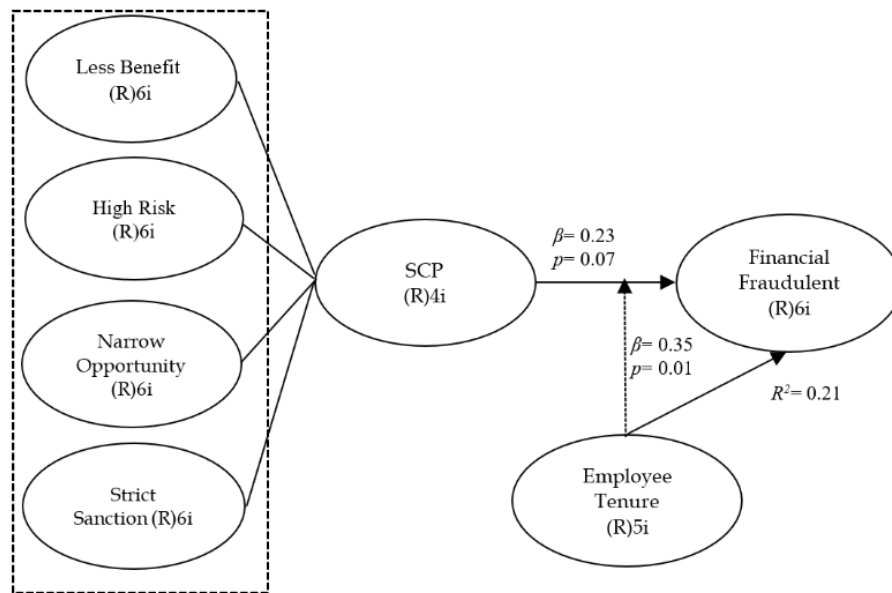 Less Benefit
(R)6i
High Risk
(R)6i
Narrow
Opportunity
(R)6i
Strict
Sanction (R)6i
SCP
(R)4i
β= 0.23
p= 0.07
Financial
Fraudulent
(R)6i
β= 0.35
p= 0.01
R²= 0.21
Employee
Tenure
(R)5i